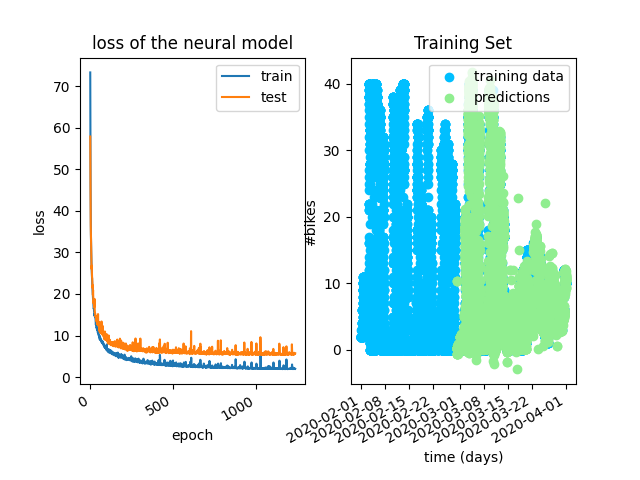 loss of the neural model
70
60
50
40
30
20
10
0
loss
0
500
1000
epoch
train
test
Training Set
40
30
20
10
0
#bikes
2020-02-01
2020-02-08
2020-02-15
2020-02-22
2020-03-01
2020-03-08
2020-03-15
2020-03-22
2020-04-01
time (days)
training data
predictions